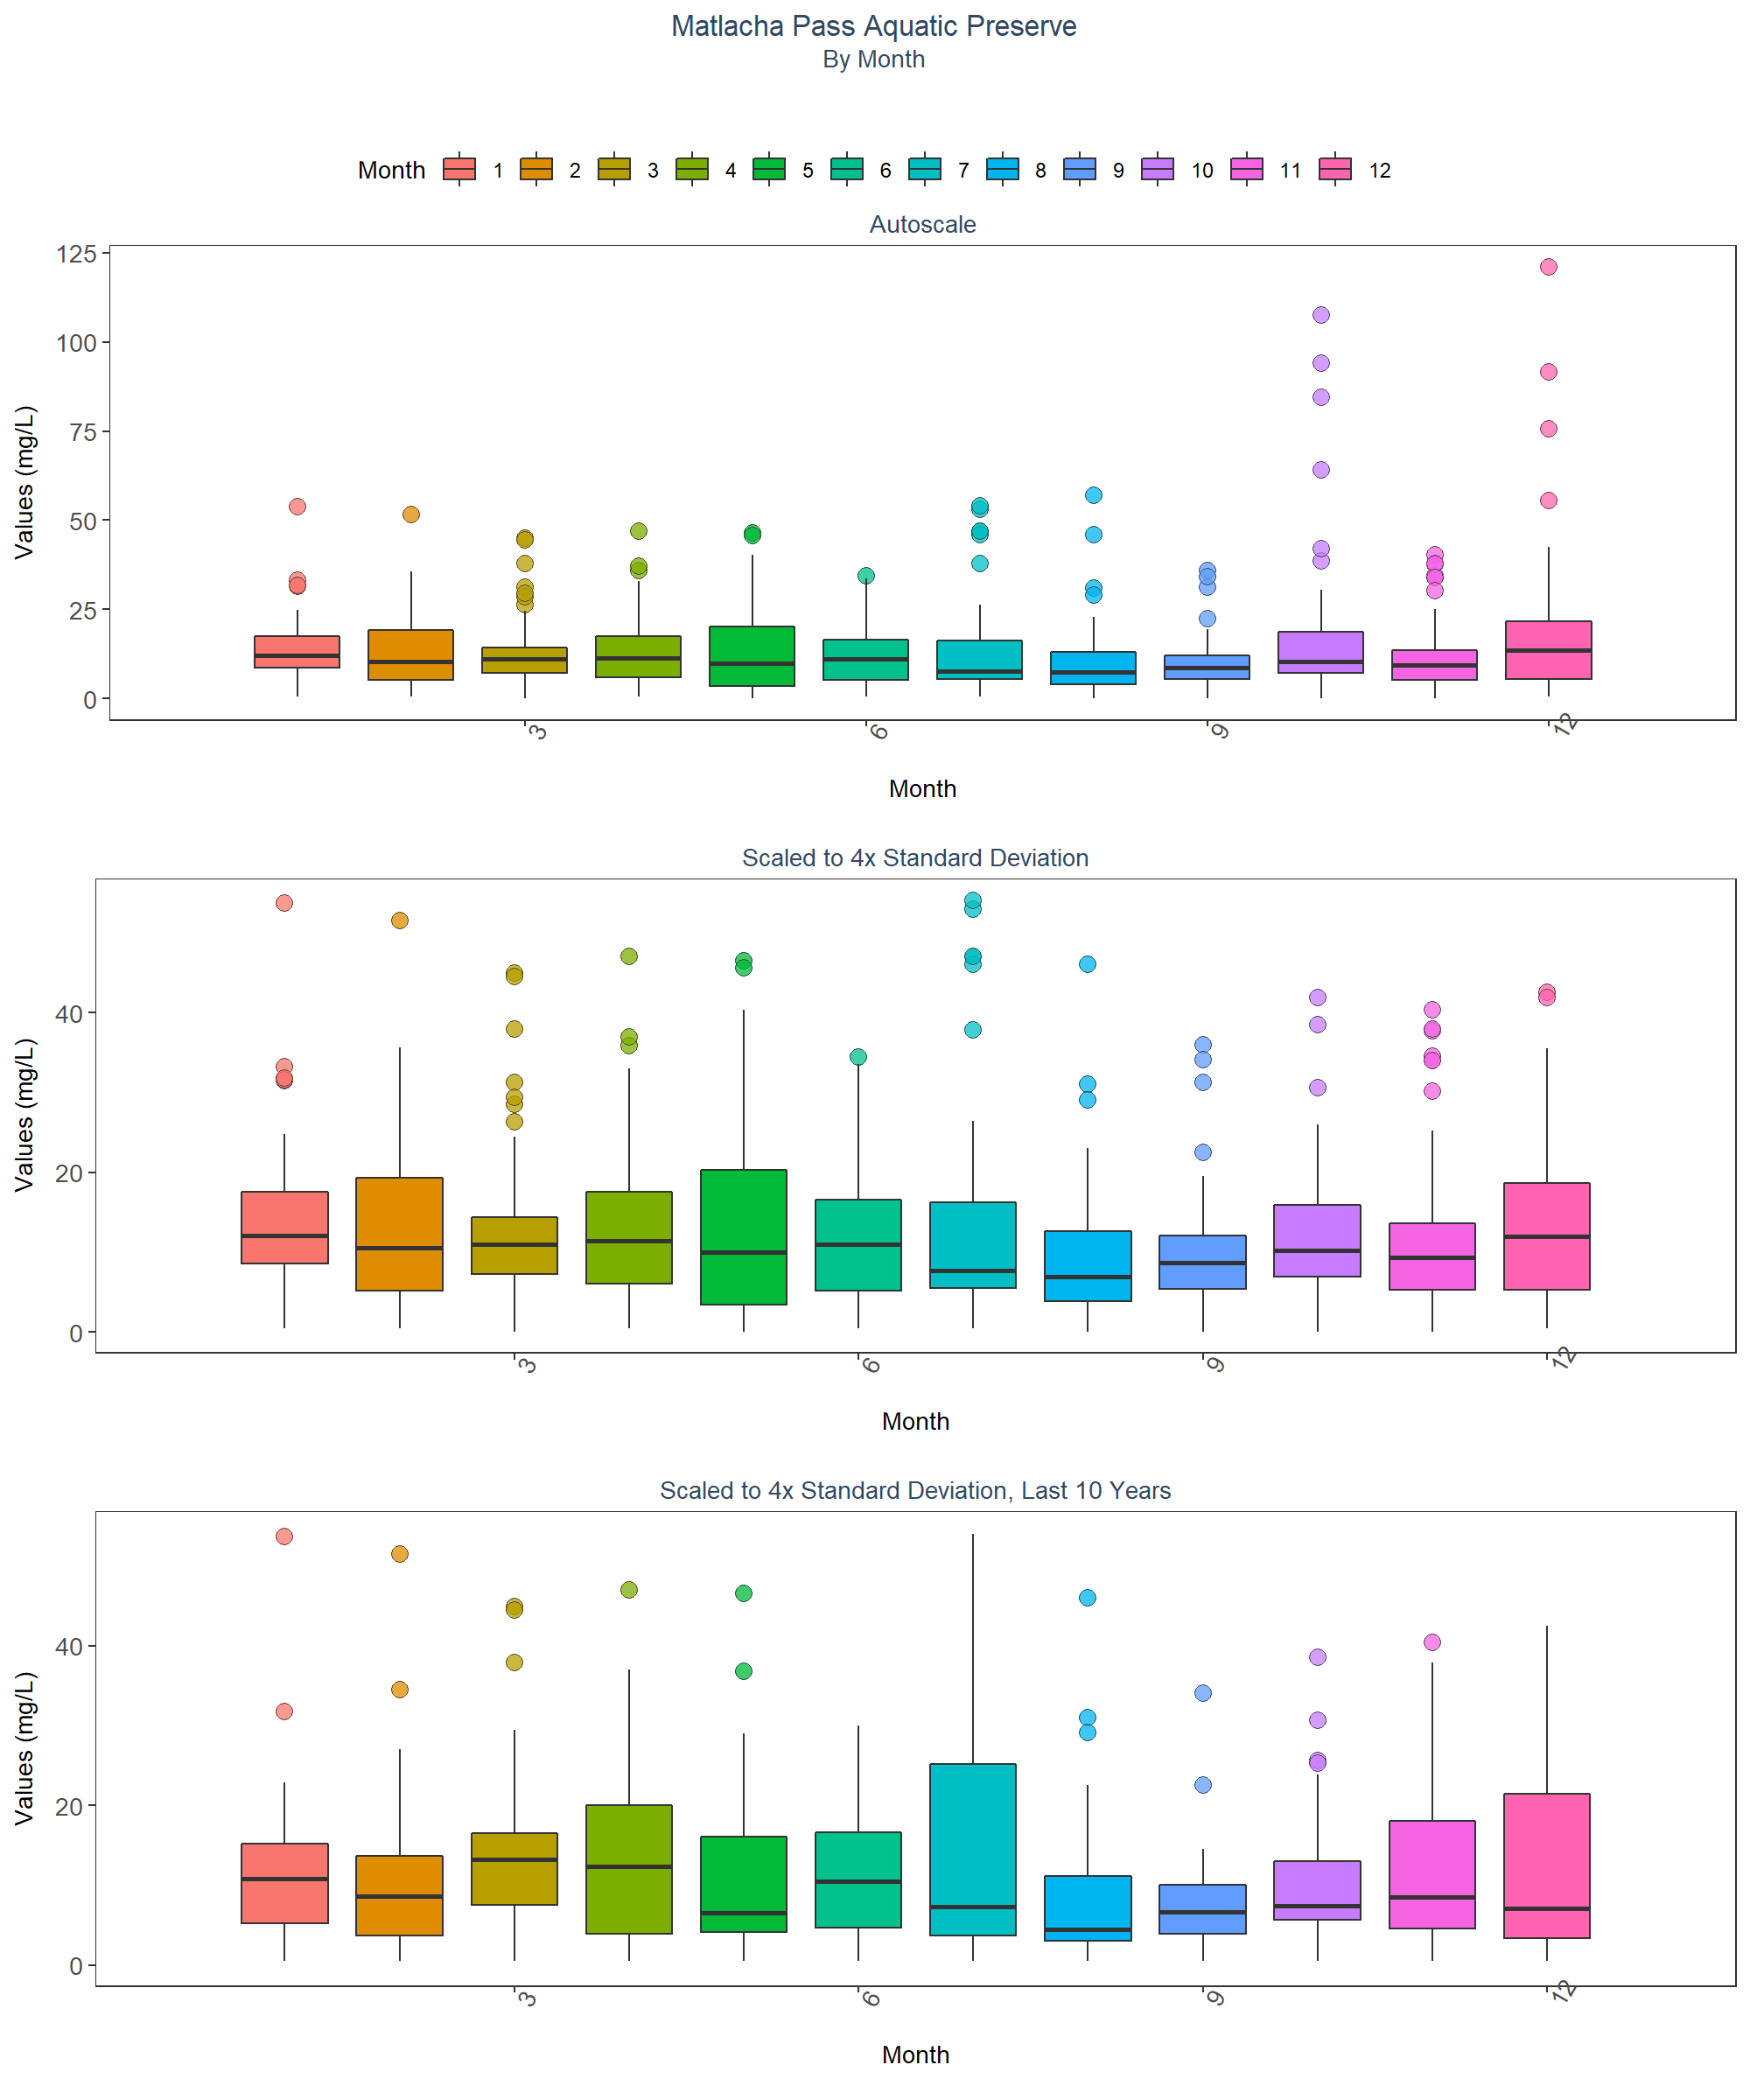 Matlacha Pass Aquatic Preserve
By Month
Month 1 2 3 4 5 6 7 8 9 10 11 12
Autoscale
Values (mg/L)
125
100
75
50
25
0
3 6 9 12
Month
Scaled to 4x Standard Deviation
Values (mg/L)
40
20
0
3 6 9 12
Month
Scaled to 4x Standard Deviation, Last 10 Years
Values (mg/L)
40
20
0
3 6 9 12
Month